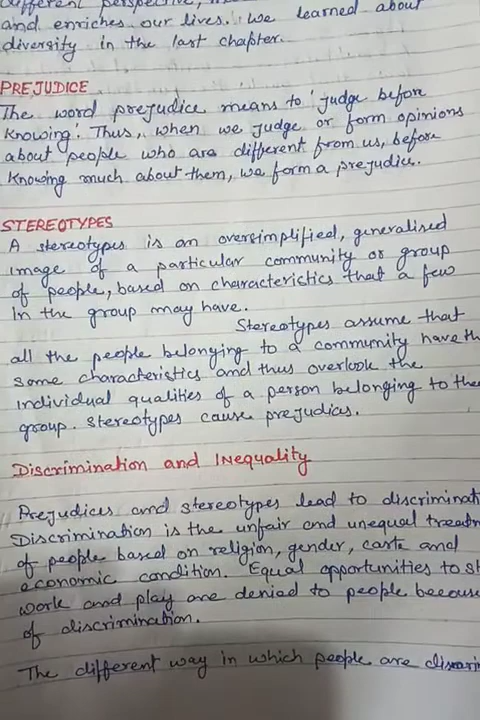 Different perspective,
and enriches our lives. We learned about
diversity in the last chapter.
PREJUDICE
The word prejudice means to 'judge before
knowing'. Thus, when we judge or form opinions
about people who are different from us, before
knowing much about them, we form a prejudice.
STEREOTYPES
A stereotypes is an oversimplified, generalised
image of a particular community or group
of people, based on characteristics that a few
in the group may have.
Stereotypes assume that
all the people belonging to a community have th
same characteristics and thus overlook the
individual qualities of a person belonging to the
group. Stereotypes cause prejudices.
Discrimination and INequality
Prejudices and stereotypes lead to discriminat
Discrimination is the unfair and unequal treatm
of people based on religion, gender, caste and
economic condition. Equal opportunities to st
work and play are denied to people because
of discrimination.
The different way in which people are discri